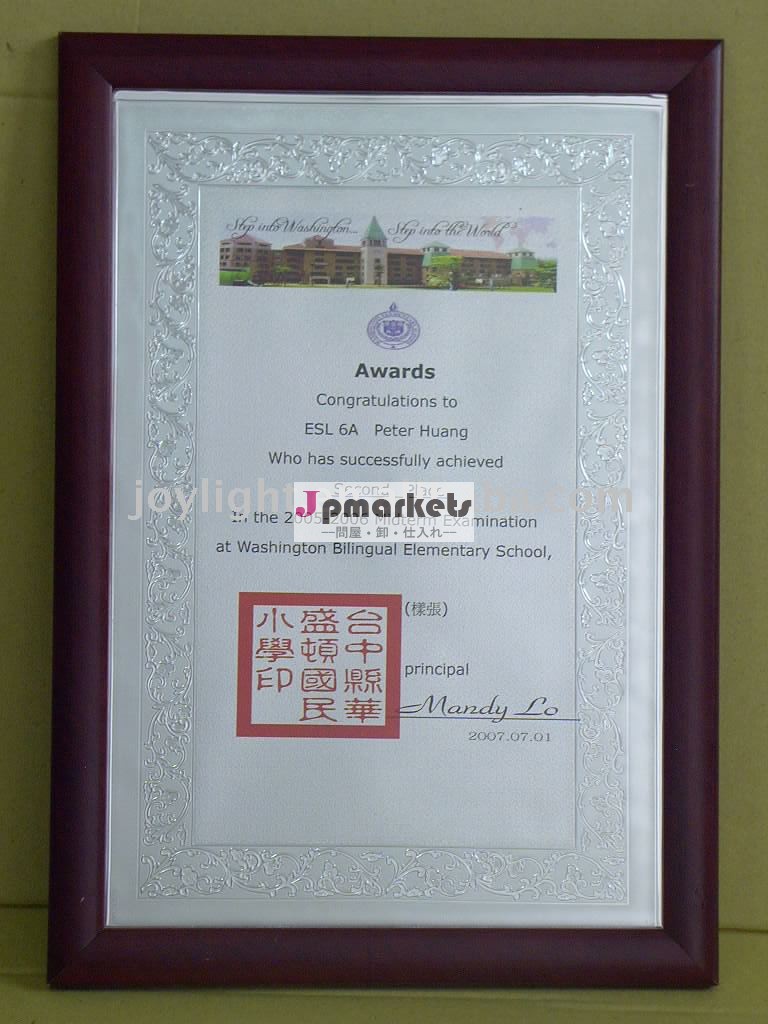 Step into Washington... Step into the World
Awards
Congratulations to
ESL 6A Peter Huang
Who has successfully achieved
Second Place
In the 2005-2006 Midterm Examination
at Washington Bilingual Elementary School,
joylight
.com
Jpmarkets
—問屋・卸・仕入れ—
(樣張)
台中縣華
盛頓國民
小學印
principal
Mandy Lo
2007.07.01